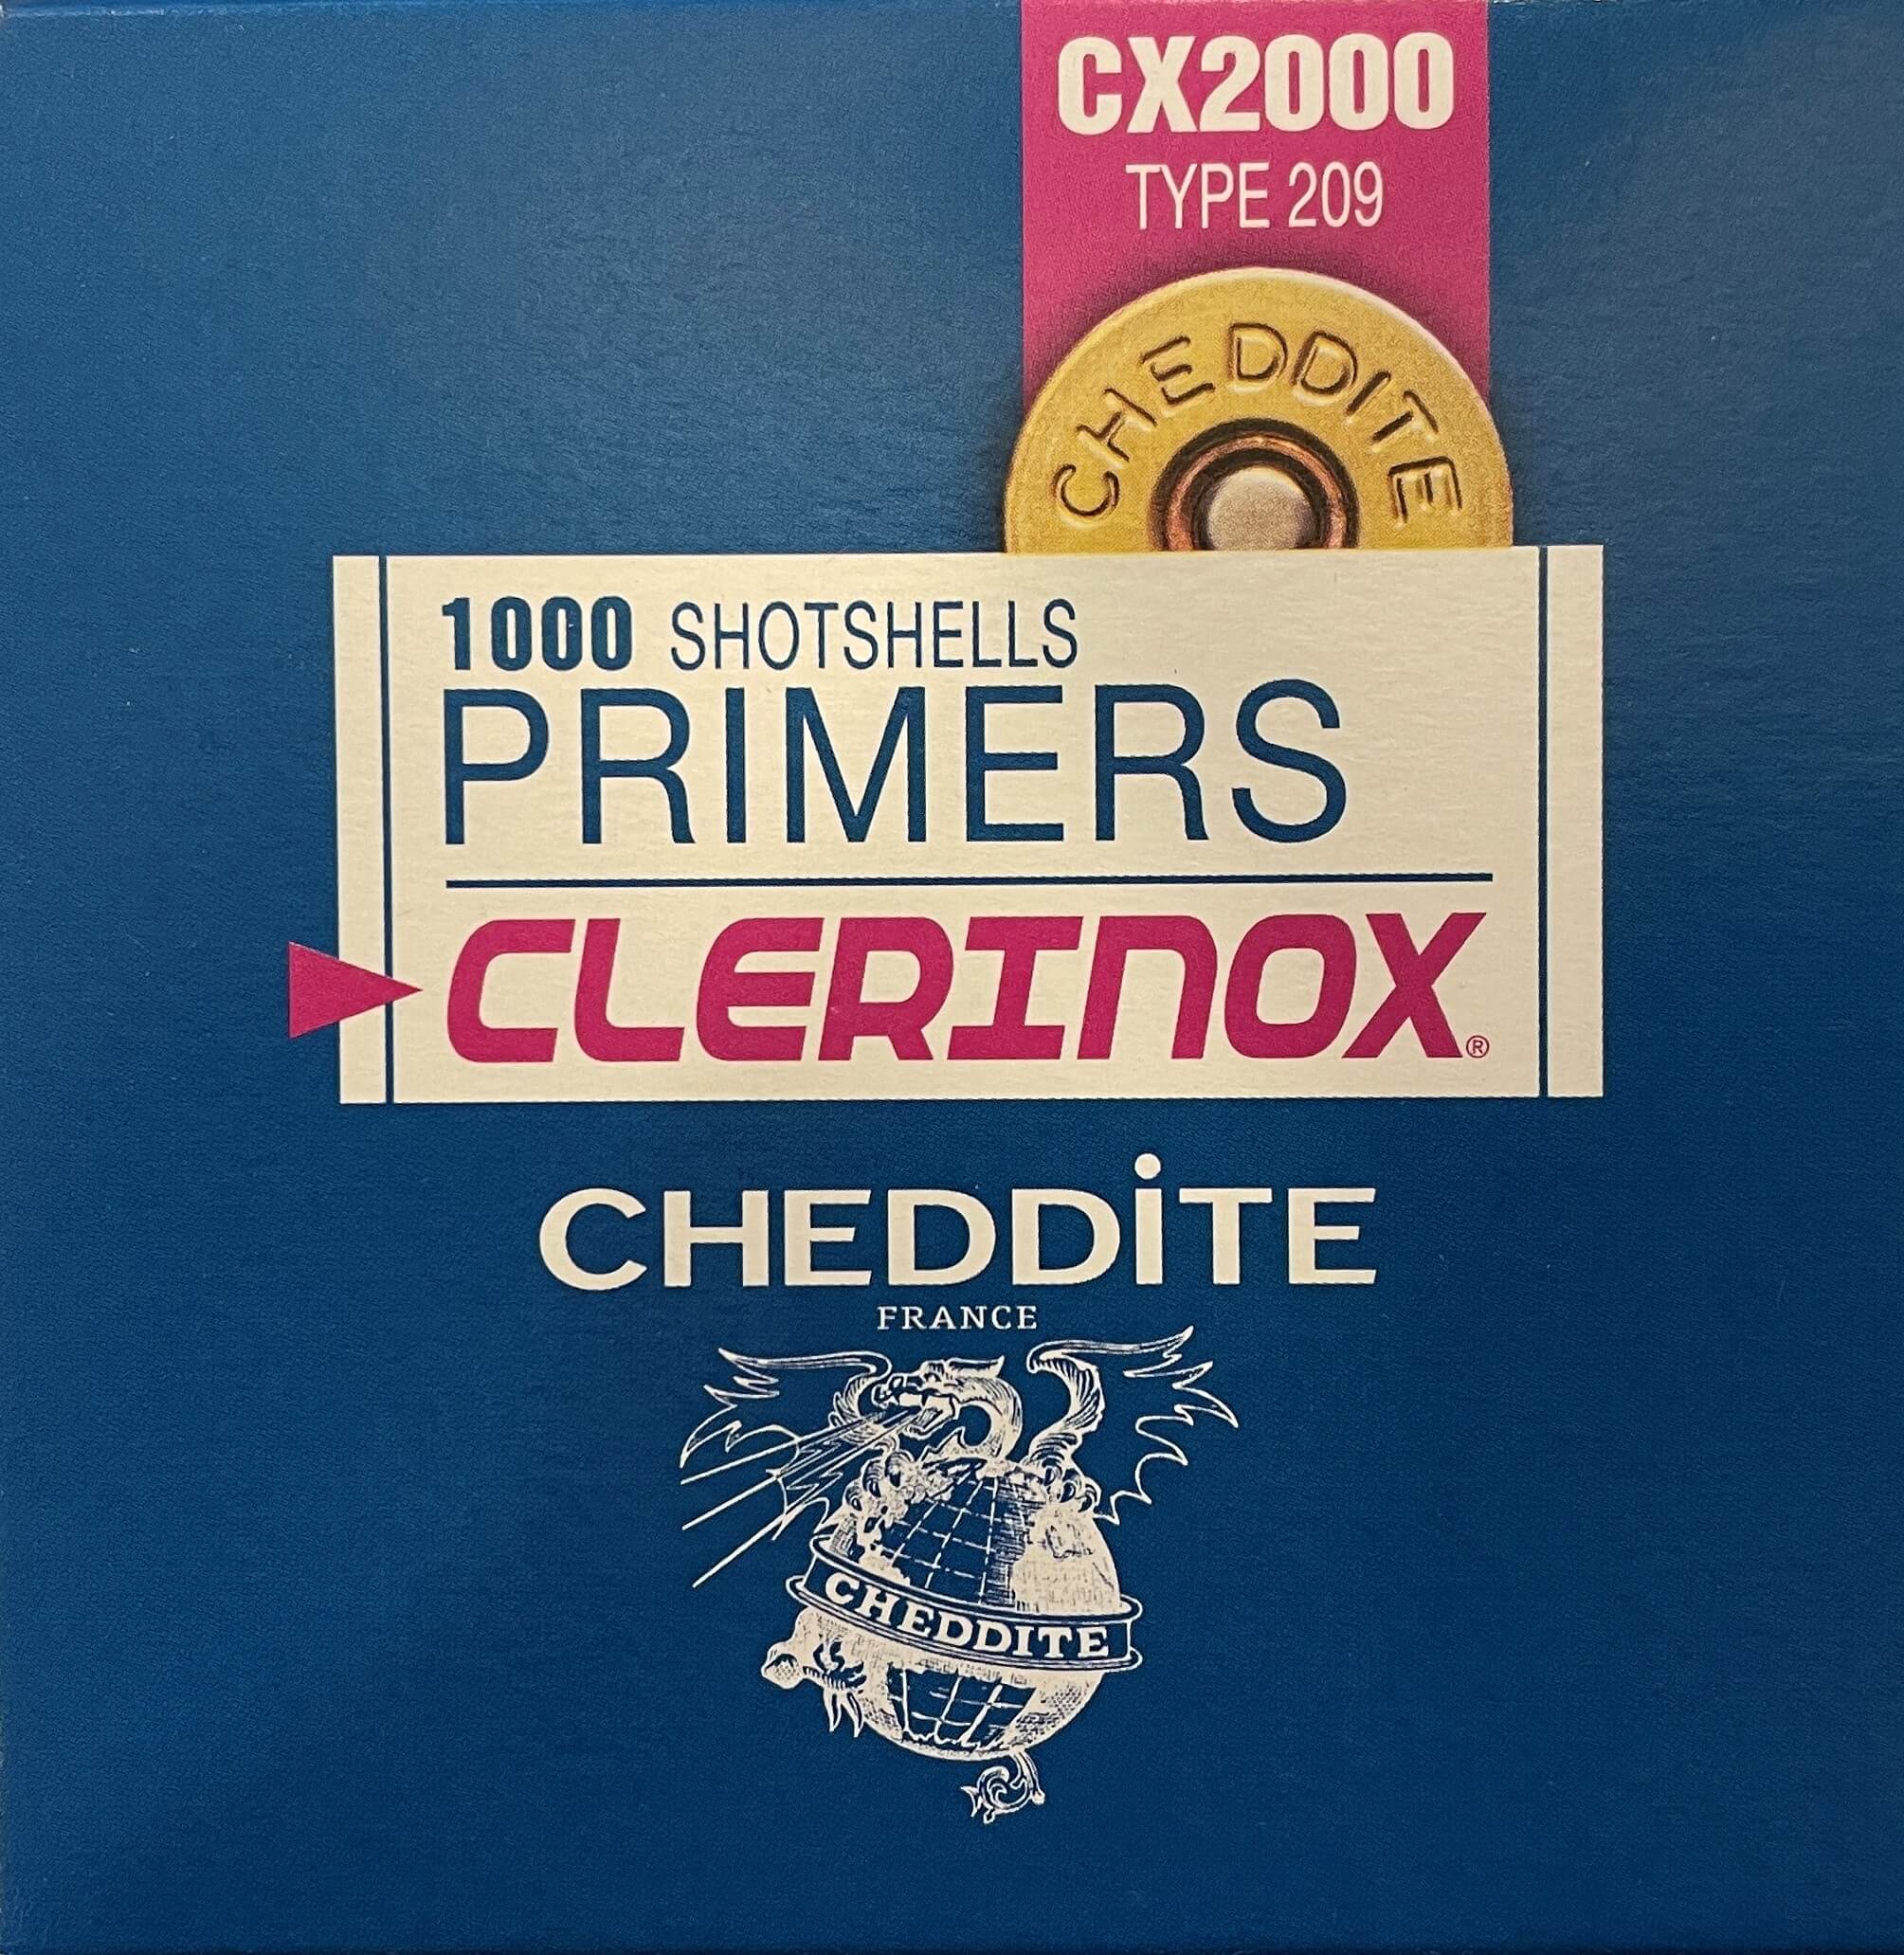 CX2000
TYPE 209
CHEDDITE
1000 SHOTSHELLS
PRIMERS
CLERINOX®
CHEDDiTE
FRANCE
CHEDDITE